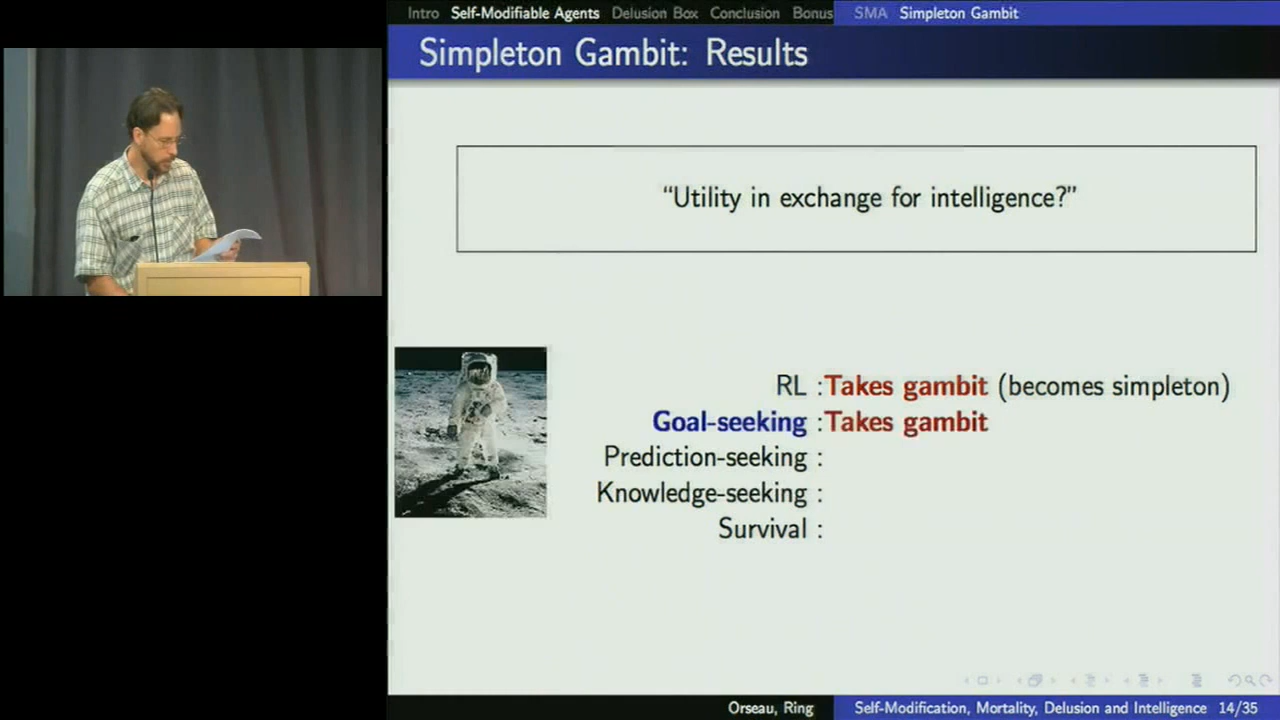 Intro Self-Modifiable Agents Delusion Box Conclusion Bonus SMA Simpleton Gambit
Simpleton Gambit: Results
“Utility in exchange for intelligence?”
RL :Takes gambit (becomes simpleton)
Goal-seeking :Takes gambit
Prediction-seeking :
Knowledge-seeking :
Survival :
Orseau, Ring Self-Modification, Mortality, Delusion and Intelligence 14/35